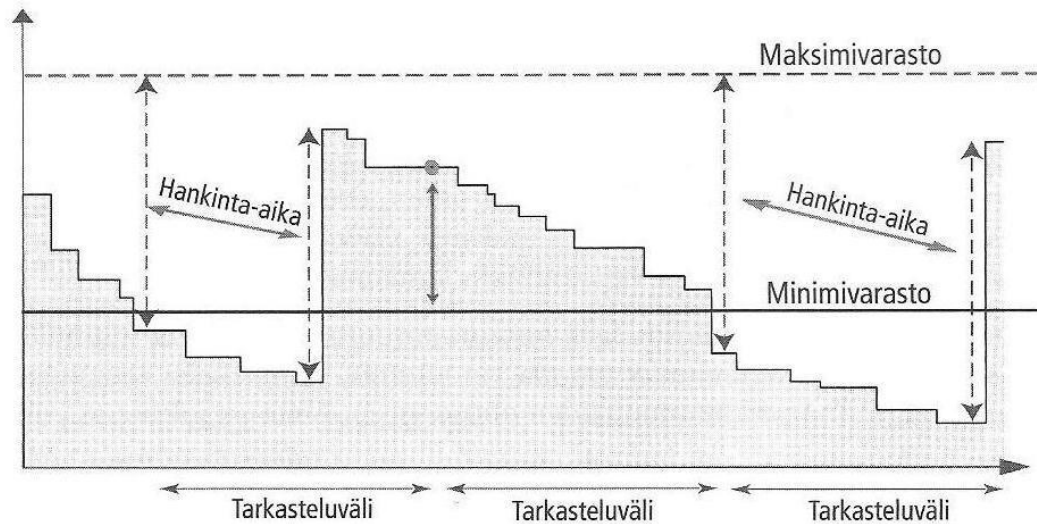 Maksimivarasto
Hankinta-aika
Hankinta-aika
Minimivarasto
Tarkasteluväli
Tarkasteluväli
Tarkasteluväli